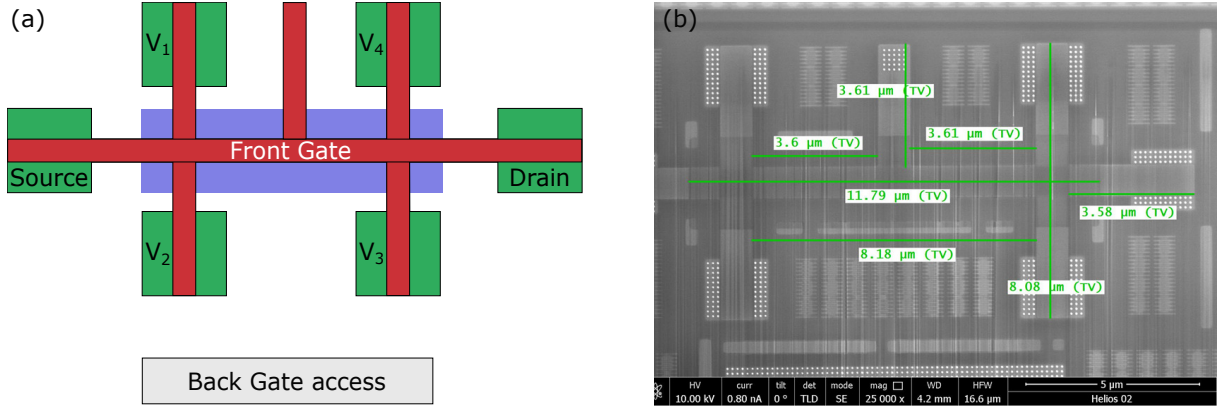 (a)
V1
V4
Front Gate
Source
Drain
V2
V3
Back Gate access
(b)
3.61 µm (TV)
3.6 µm (TV)
3.61 µm (TV)
11.79 µm (TV)
3.58 µm (TV)
8.18 µm (TV)
8.08 µm (TV)
HV curr tilt det mode mag WD HFW 5 µm
10.00 kV 0.80 nA 0 ° TLD SE 25 000 x 4.2 mm 16.6 µm Helios 02